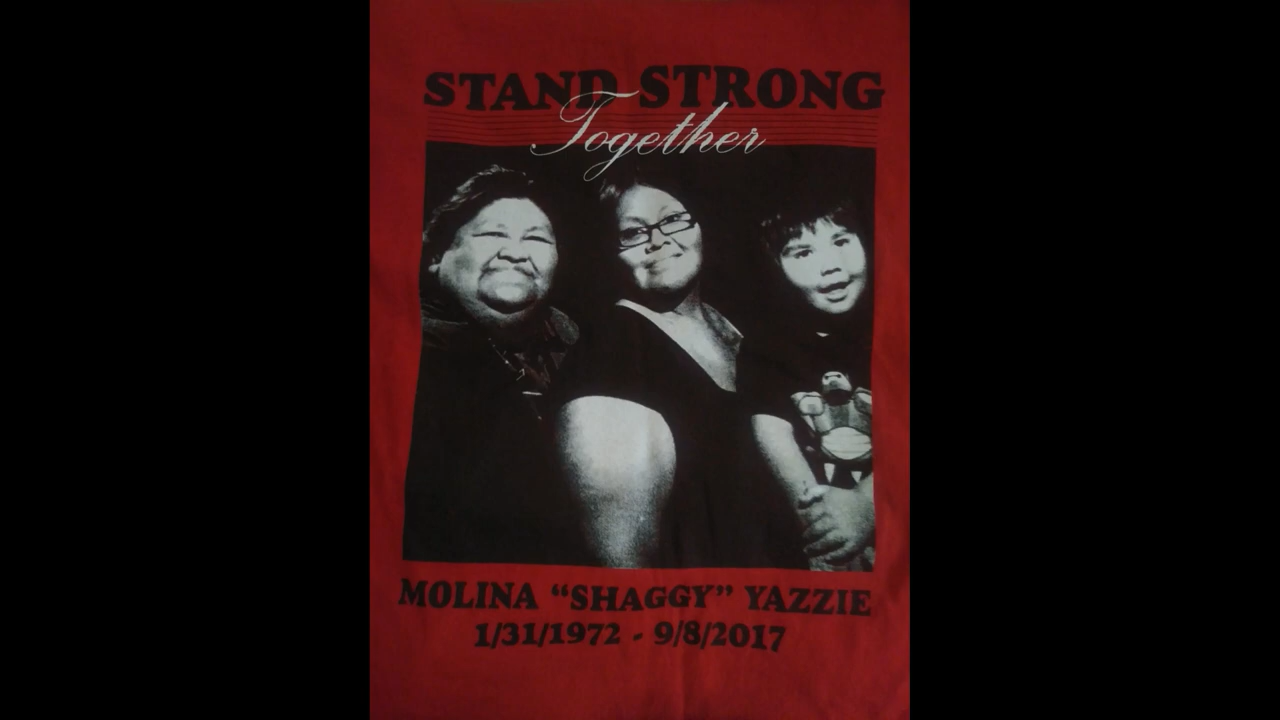 STAND STRONG
Together
MOLINA “SHAGGY” YAZZIE
1/31/1972 - 9/8/2017